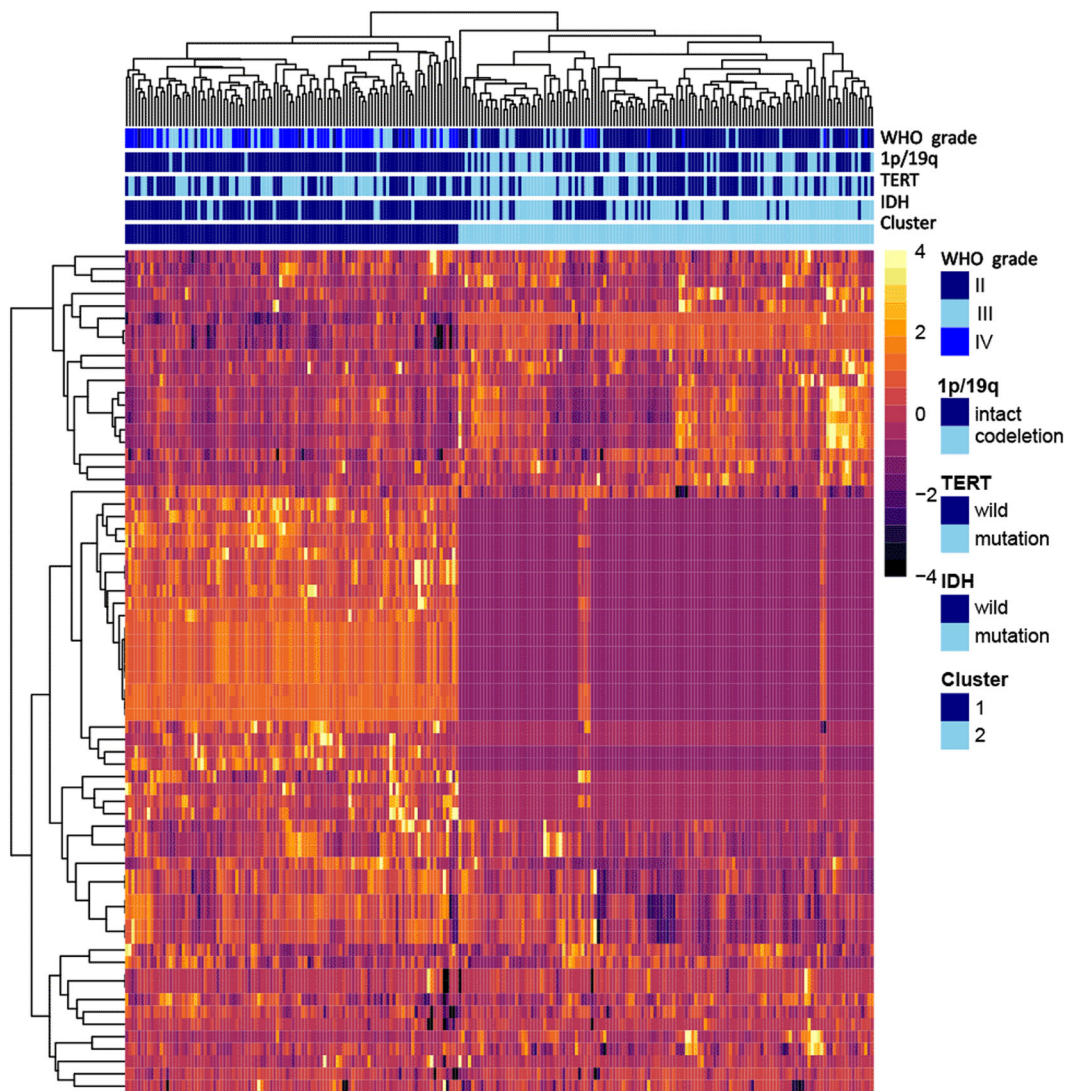 WHO grade
1p/19q
TERT
IDH
Cluster
4
2
0
−2
−4
WHO grade
II
III
IV
1p/19q
intact
codeletion
TERT
wild
mutation
IDH
wild
mutation
Cluster
1
2